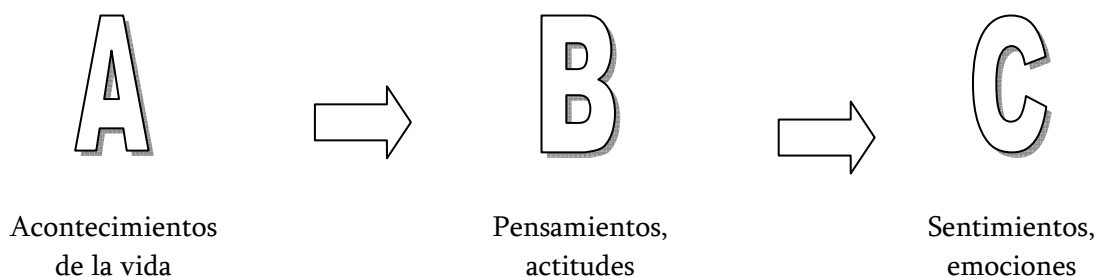 A B C
Acontecimientos Pensamientos, Sentimientos,
de la vida actitudes emociones